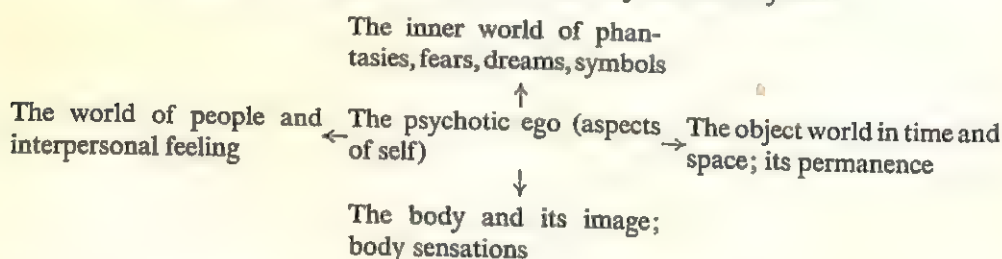 The inner world of phan-
tasies, fears, dreams, symbols
↑
The world of people and ← The psychotic ego (aspects → The object world in time and
interpersonal feeling of self) space; its permanence
↓
The body and its image;
body sensations